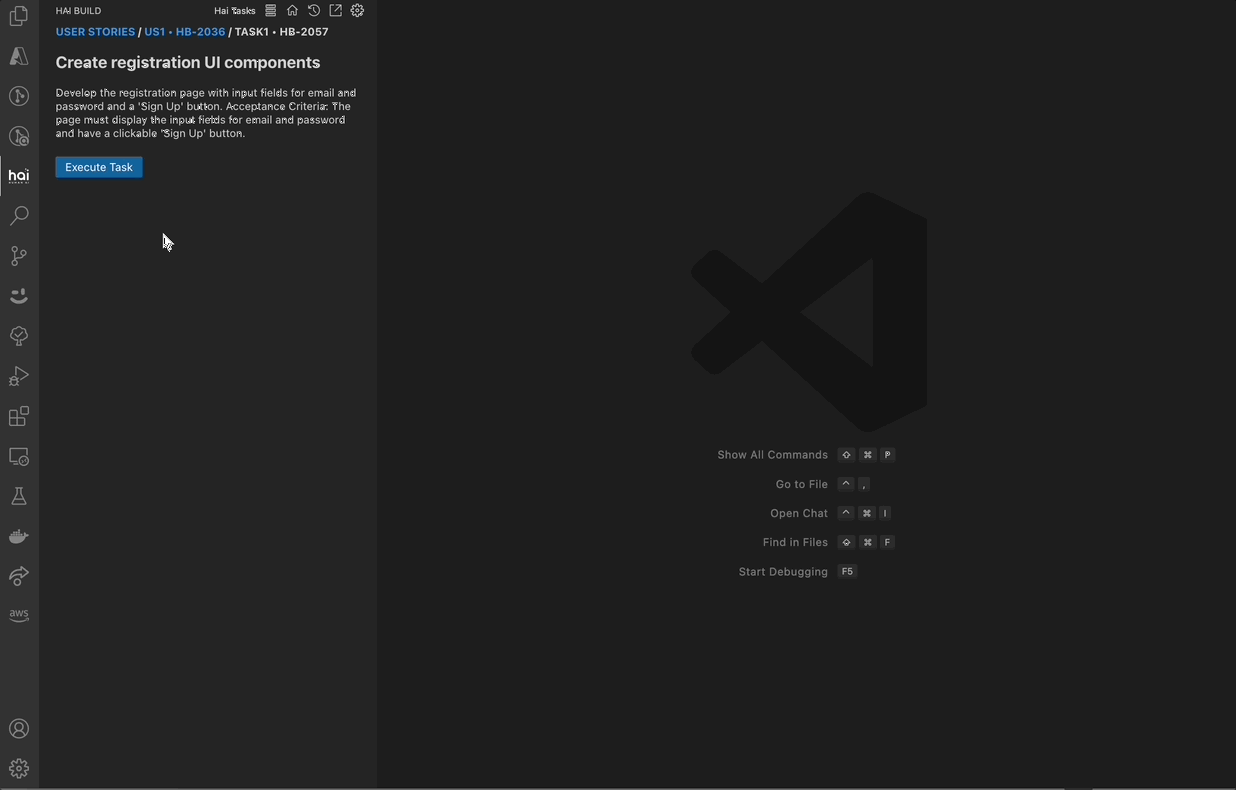 HAI BUILD
Hai Tasks
USER STORIES / US1 • HB-2036 / TASK1 • HB-2057
Create registration UI components
Develop the registration page with input fields for email and
password and a 'Sign Up' button. Acceptance Criteria: The
page must display the input fields for email and password
and have a clickable 'Sign Up' button.
Execute Task
hai
aws
Show All Commands ⇧ ⌘ P
Go to File ^ ,
Open Chat ^ ⌘ I
Find in Files ⇧ ⌘ F
Start Debugging F5